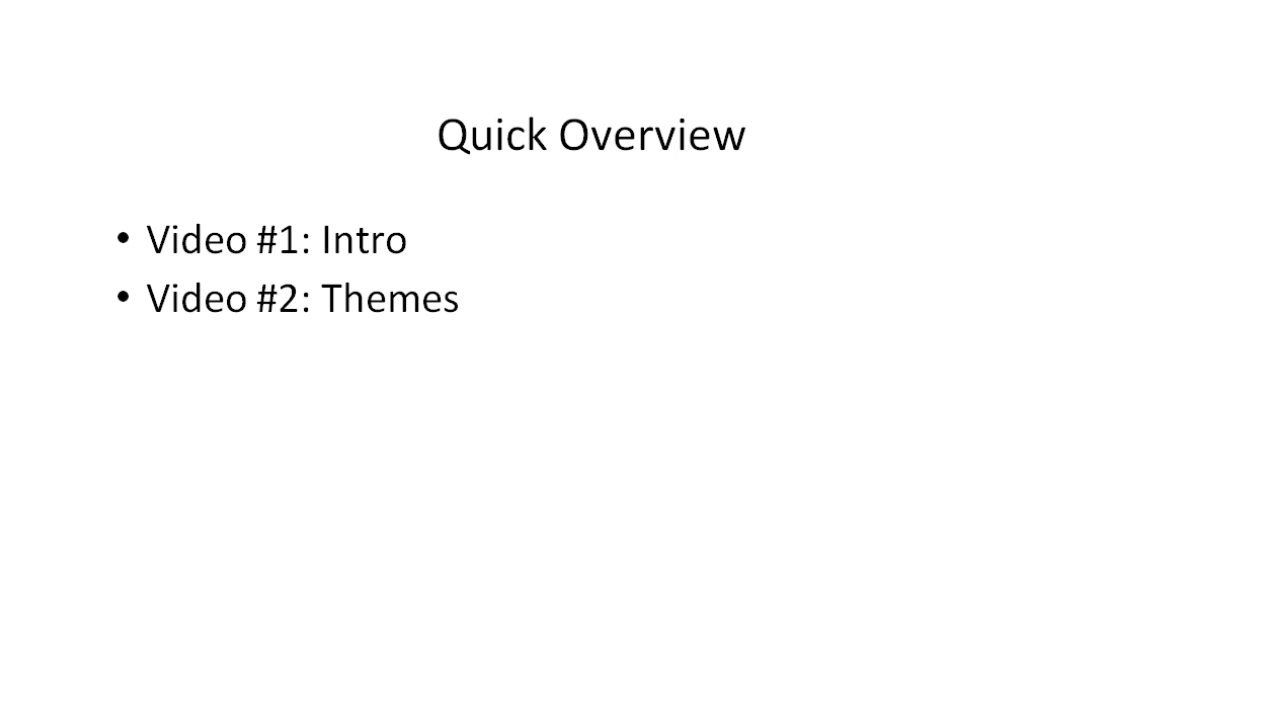 Quick Overview
• Video #1: Intro
• Video #2: Themes